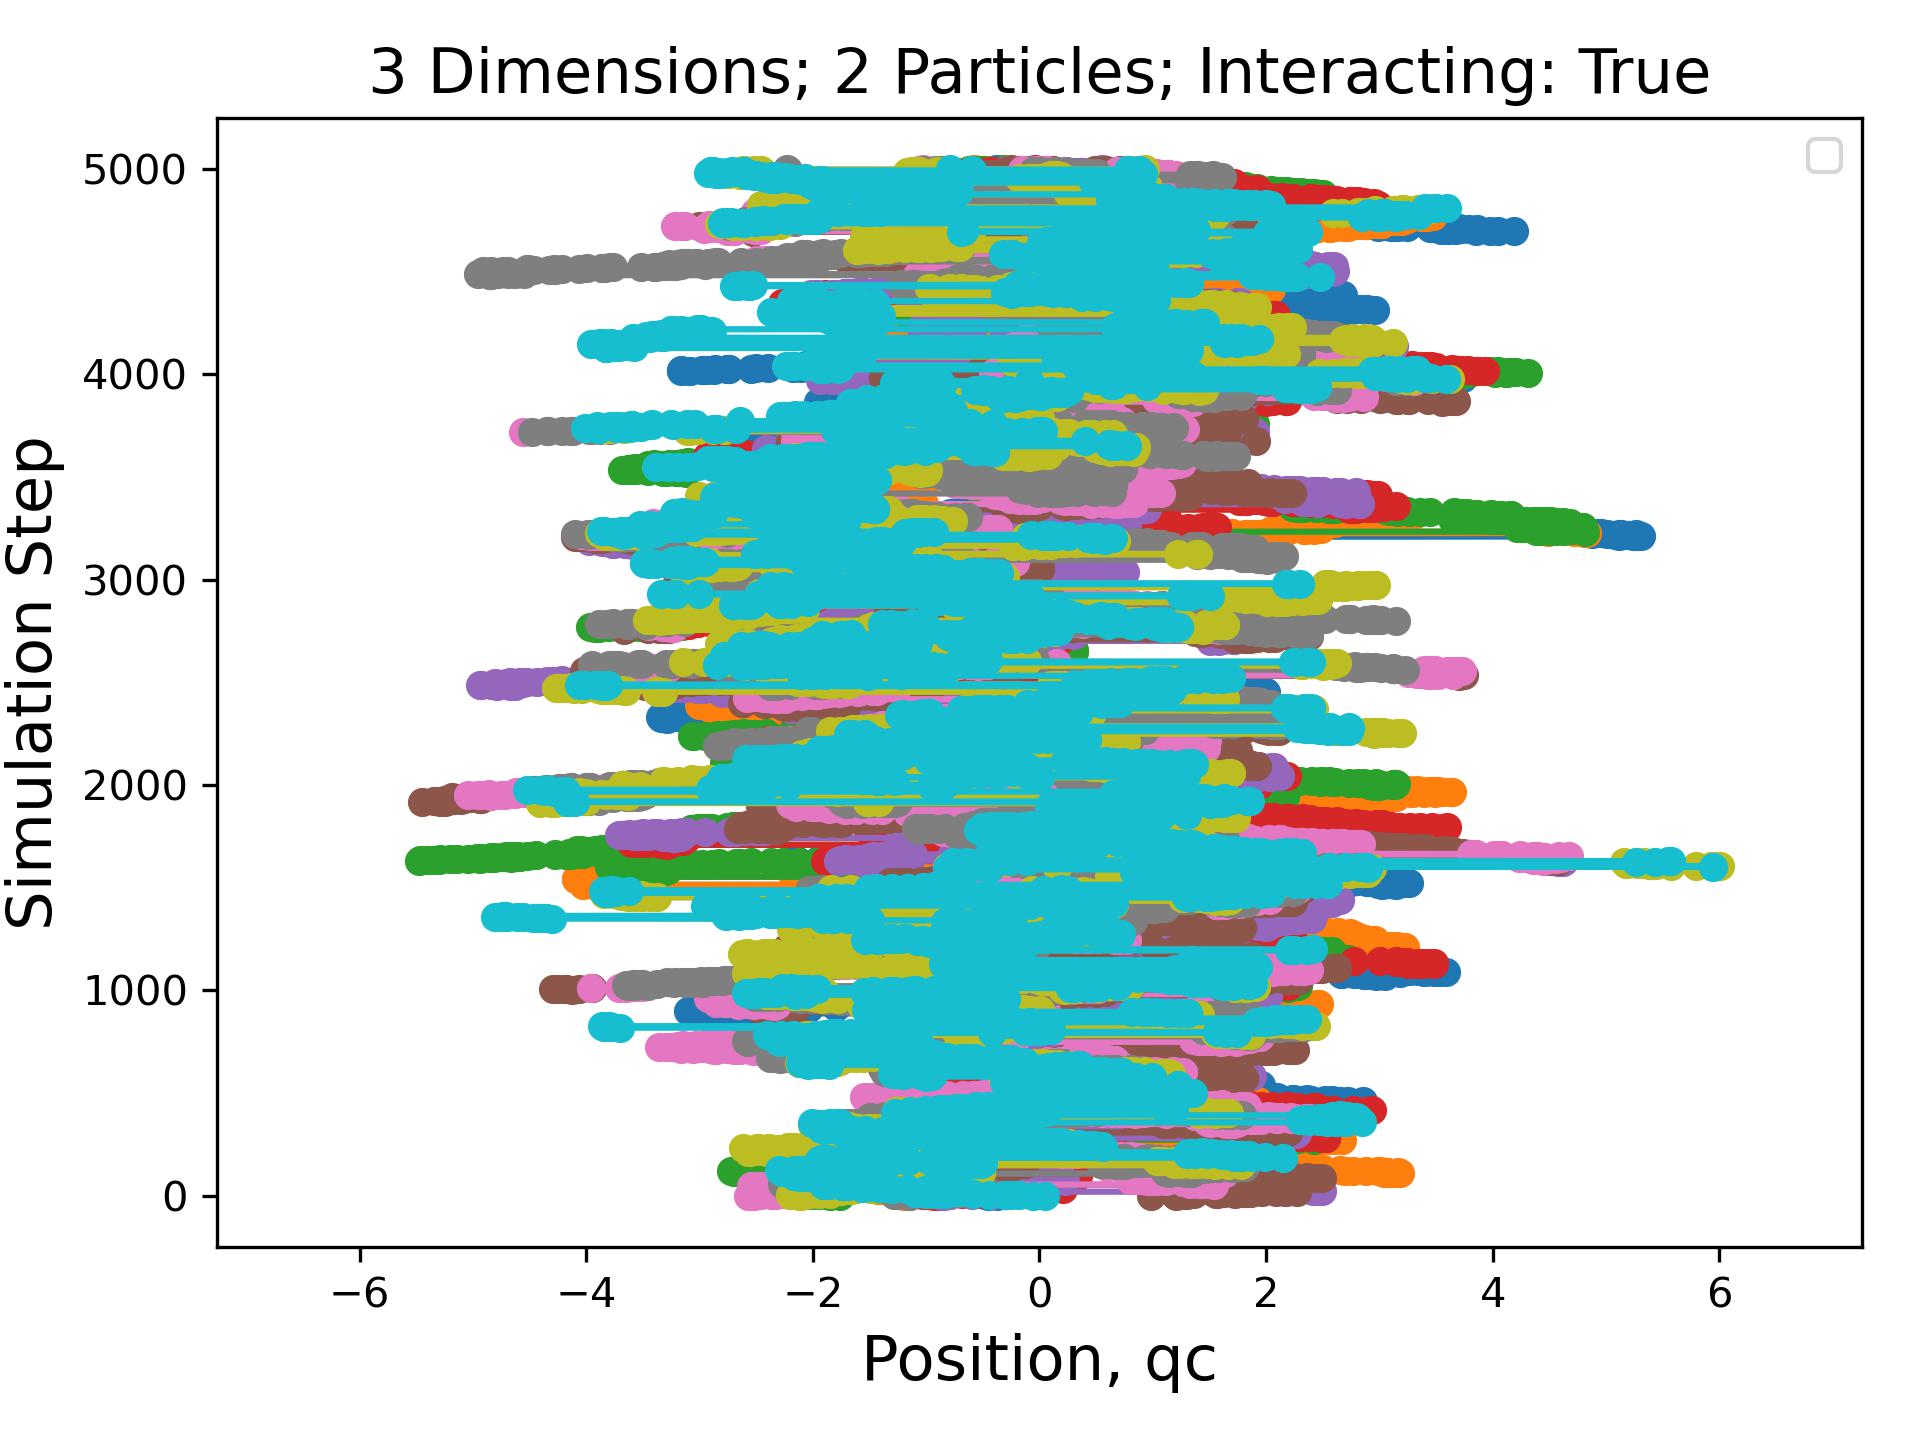 3 Dimensions; 2 Particles; Interacting: True
5000
4000
3000
2000
1000
0
Simulation Step
−6 −4 −2 0 2 4 6
Position, qc